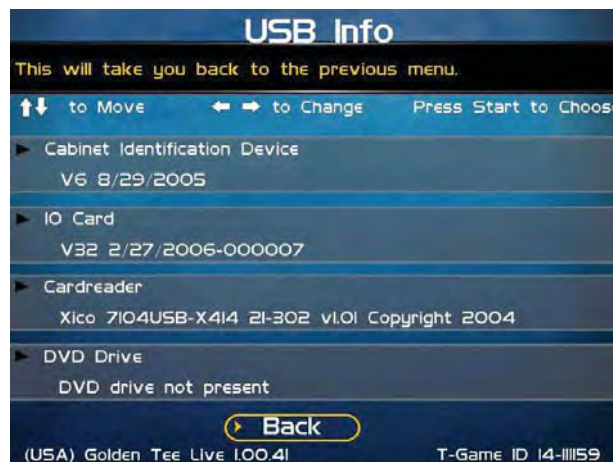 USB Info
This will take you back to the previous menu.
to Move to Change Press Start to Choos
Cabinet Identification Device
V6 8/29/2005
IO Card
V32 2/27/2006-000007
Cardreader
Xico 7104USB-X414 21-302 v1.01 Copyright 2004
DVD Drive
DVD drive not present
Back
(USA) Golden Tee Live 1.00.41 T-Game ID 14-111159